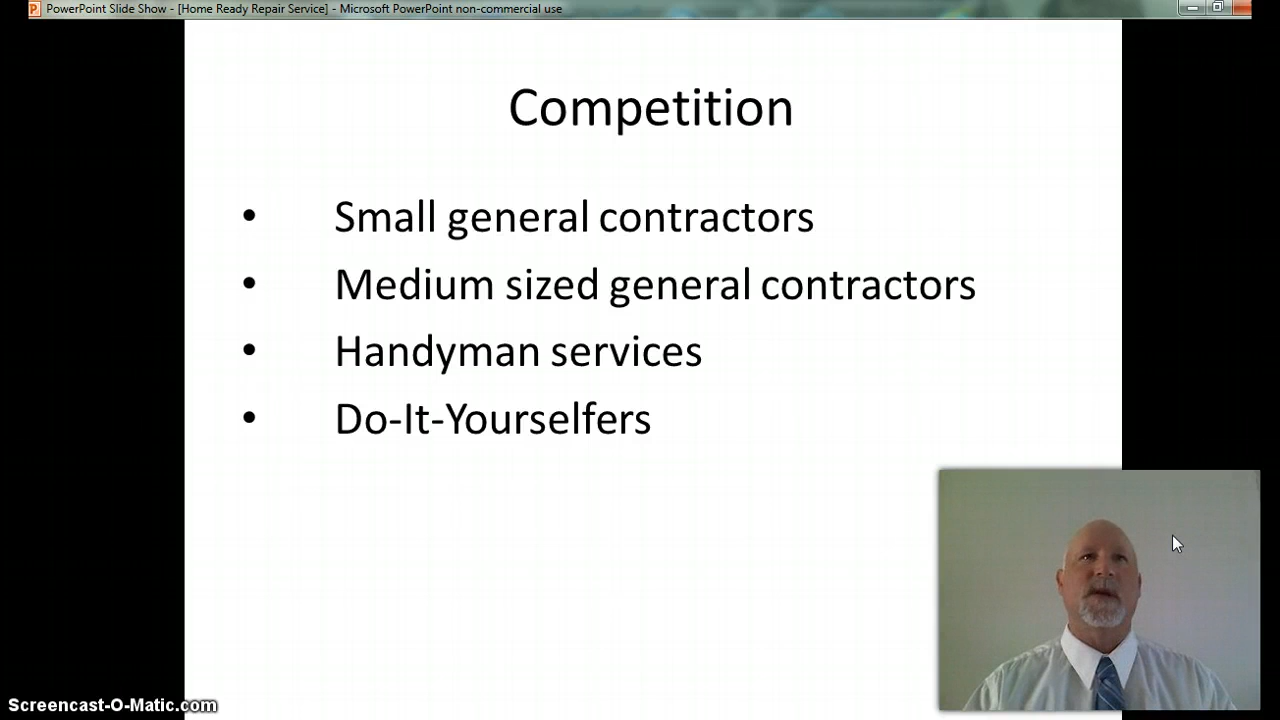 PowerPoint Slide Show - [Home Ready Repair Service] - Microsoft PowerPoint non-commercial use
Competition
• Small general contractors
• Medium sized general contractors
• Handyman services
• Do-It-Yourselfers
Screencast-O-Matic.com